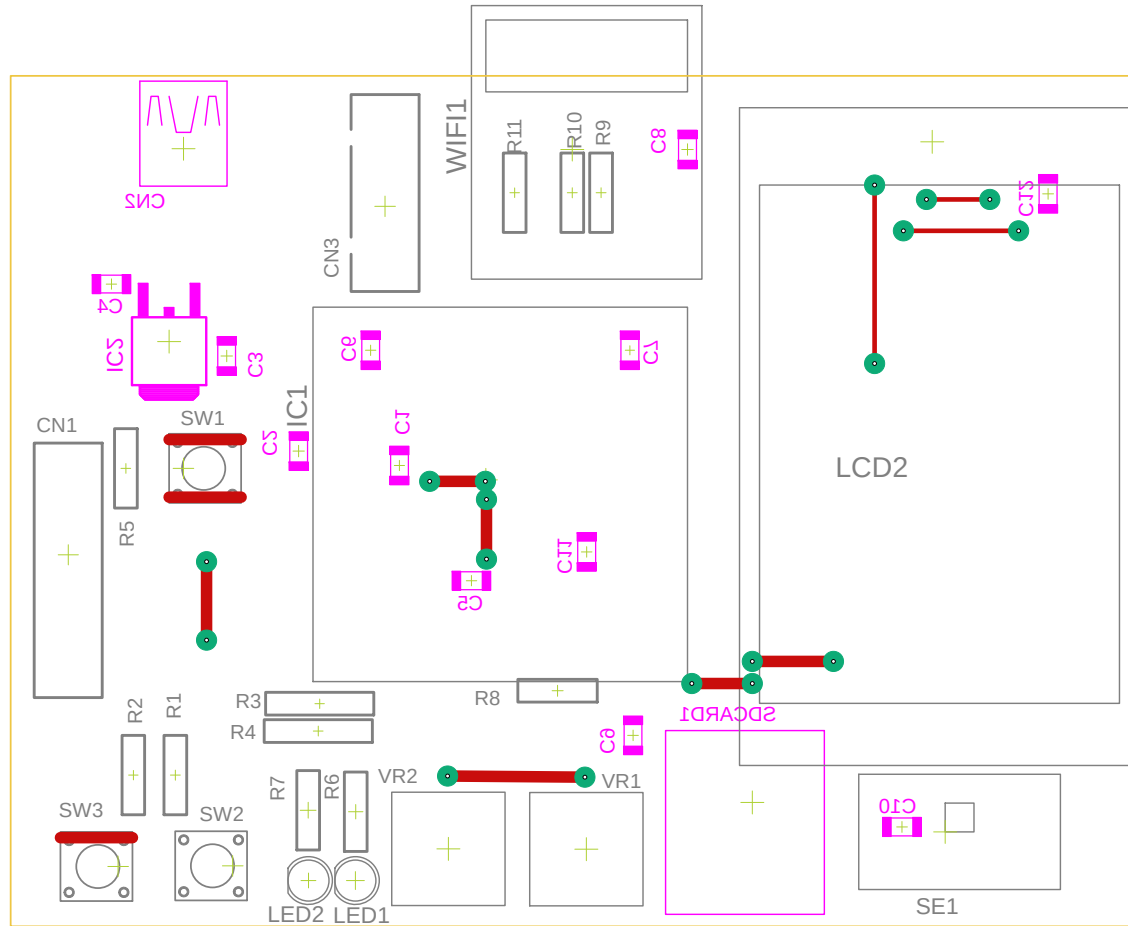 WIFI1
R11
R10
R9
C8
CN2
C12
CN3
C4
IC2
C3
C6
C7
IC1
SW1
CN1
C2
C1
LCD2
R5
C11
C5
R8
R3
R2
R1
R4
SDCARD1
C9
R7
R6
VR2
VR1
SW3
SW2
C10
LED2
LED1
SE1